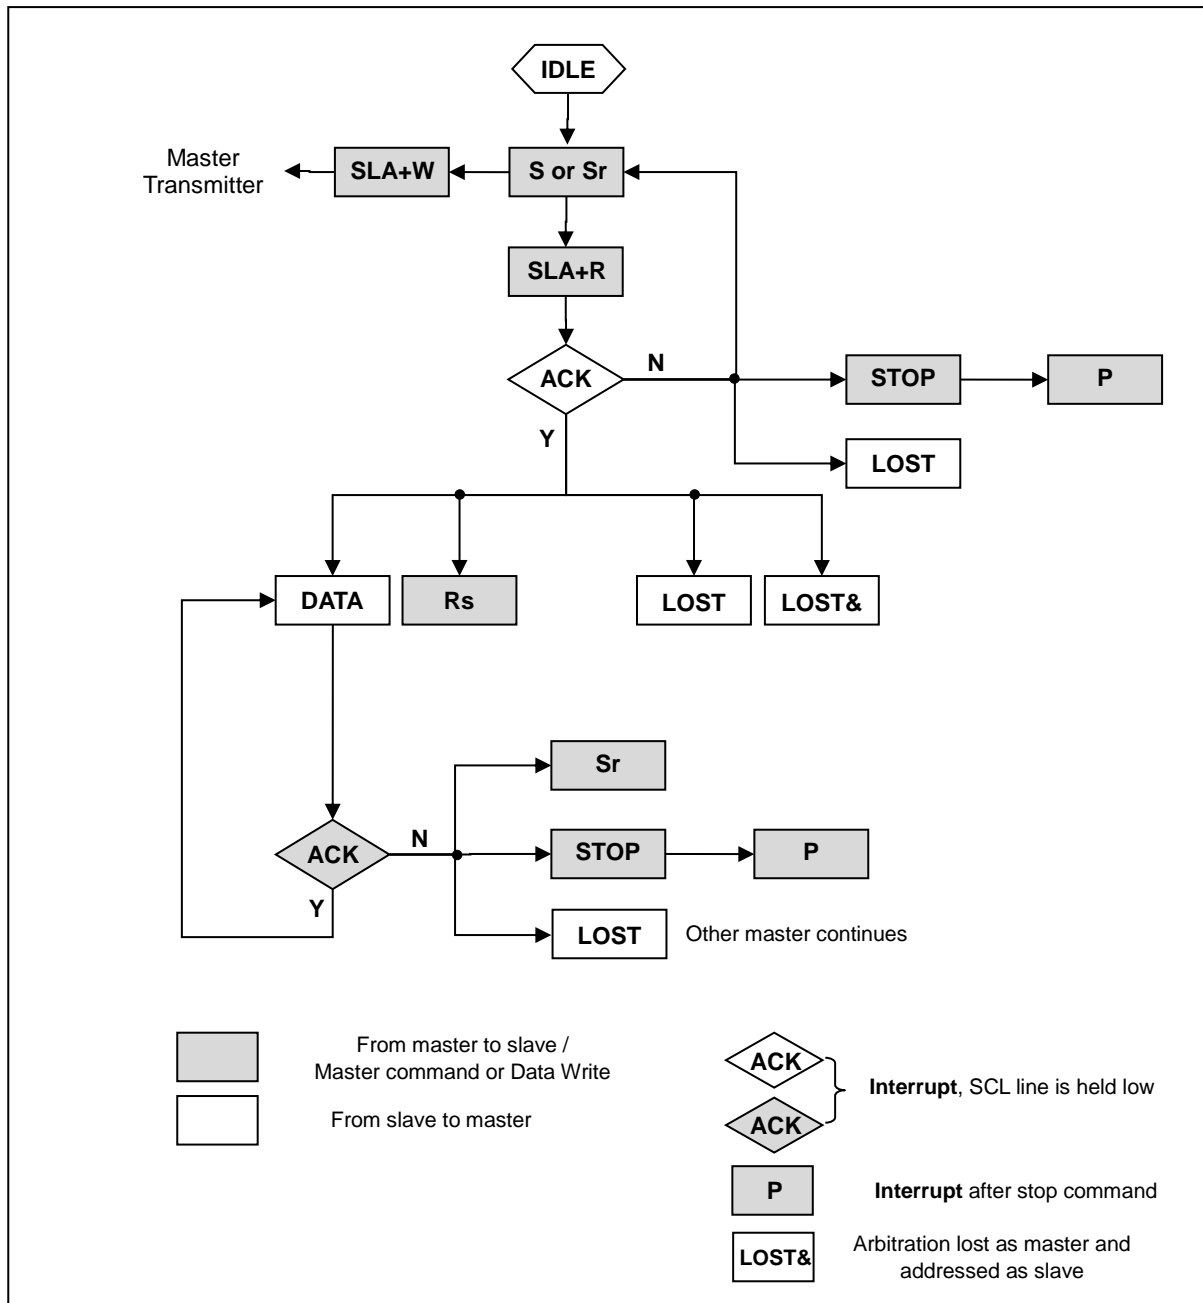 IDLE
Master
Transmitter
SLA+W
S or Sr
SLA+R
ACK
N
STOP
P
Y
LOST
DATA
Rs
LOST
LOST&
Sr
ACK
N
STOP
P
Y
LOST
Other master continues
From master to slave /
Master command or Data Write
From slave to master
ACK
ACK
Interrupt, SCL line is held low
P
Interrupt after stop command
LOST&
Arbitration lost as master and
addressed as slave